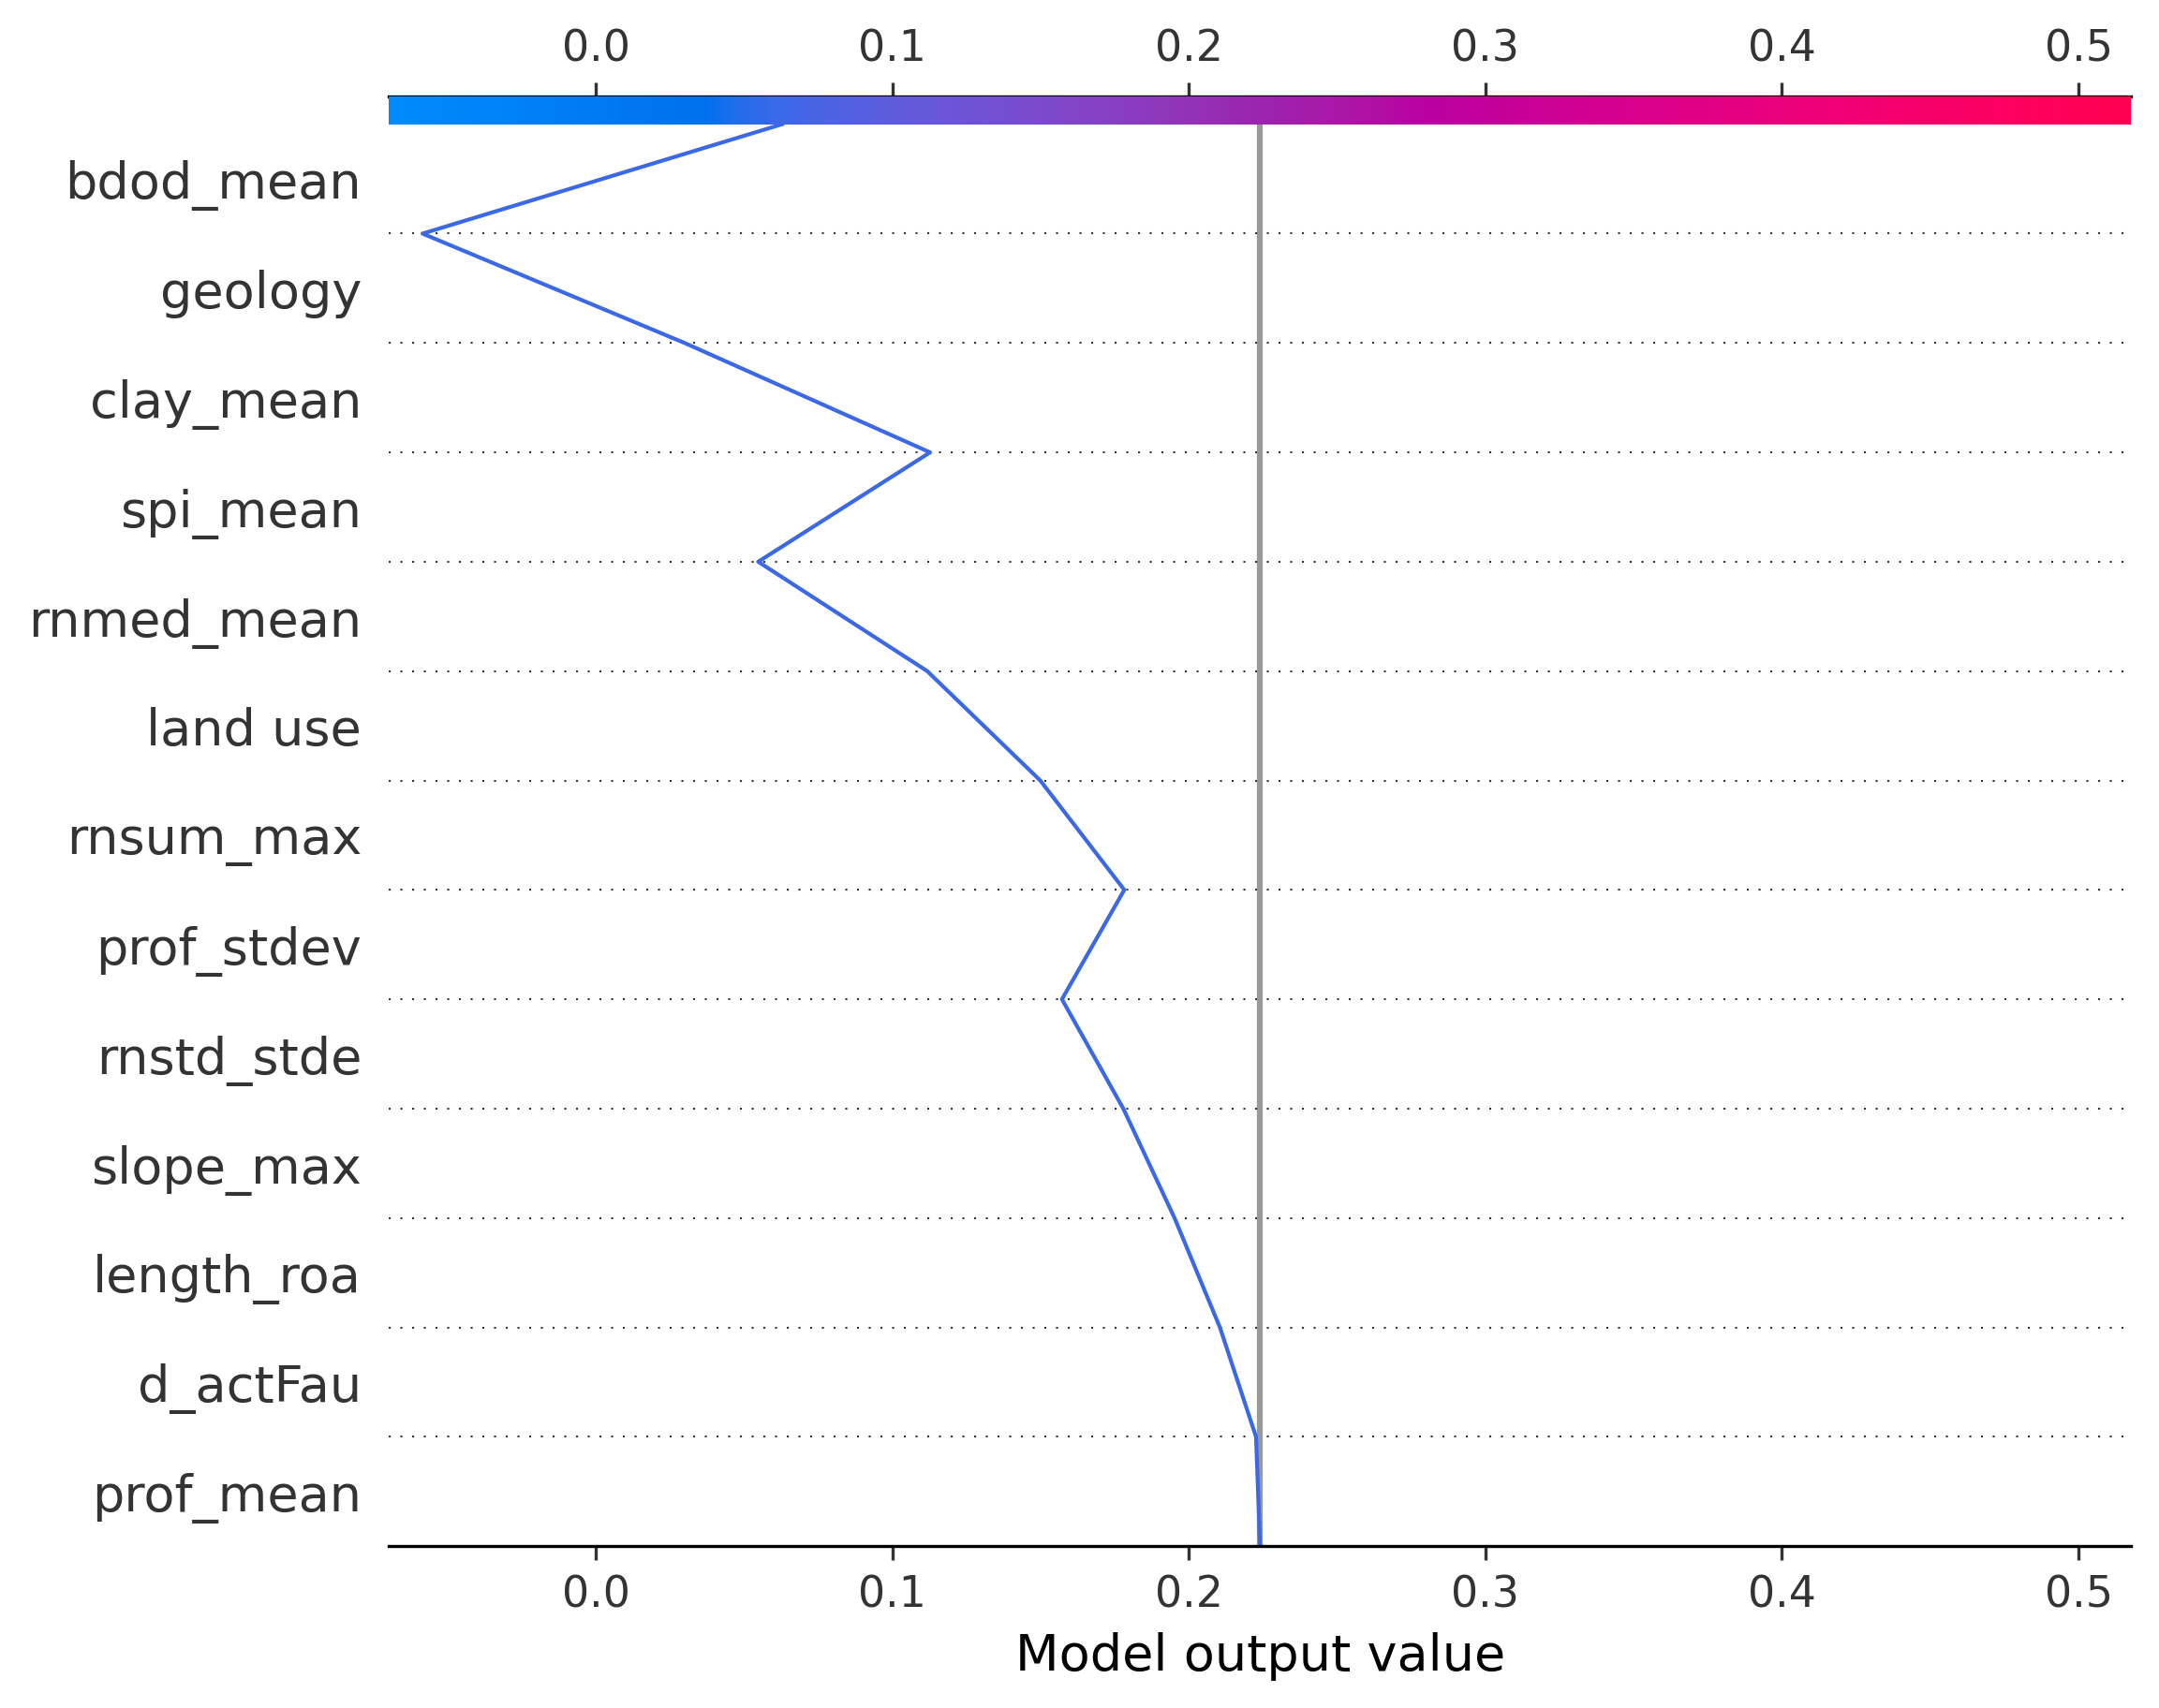 0.0 0.1 0.2 0.3 0.4 0.5
bdod_mean
geology
clay_mean
spi_mean
rnmed_mean
land use
rnsum_max
prof_stdev
rnstd_stde
slope_max
length_roa
d_actFau
prof_mean
0.0 0.1 0.2 0.3 0.4 0.5
Model output value